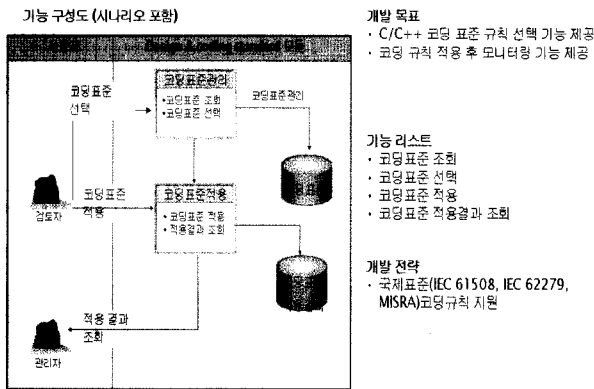 기능 구성도 (시나리오 포함)
Design & coding standard 모듈
코딩표준
선택
코딩표준관리
•코딩표준 조회
•코딩표준 선택
코딩표준관리
검토자
코딩표준
적용
코딩표준적용
•코딩표준 적용
•적용결과 조회
적용 결과
조회
관리자
개발 목표
· C/C++ 코딩 표준 규칙 선택 기능 제공
· 코딩 규칙 적용 후 모니터링 기능 제공
기능 리스트
· 코딩표준 조회
· 코딩표준 선택
· 코딩표준 적용
· 코딩표준 적용결과 조회
개발 전략
· 국제표준(IEC 61508, IEC 62279,
MISRA)코딩규칙 지원